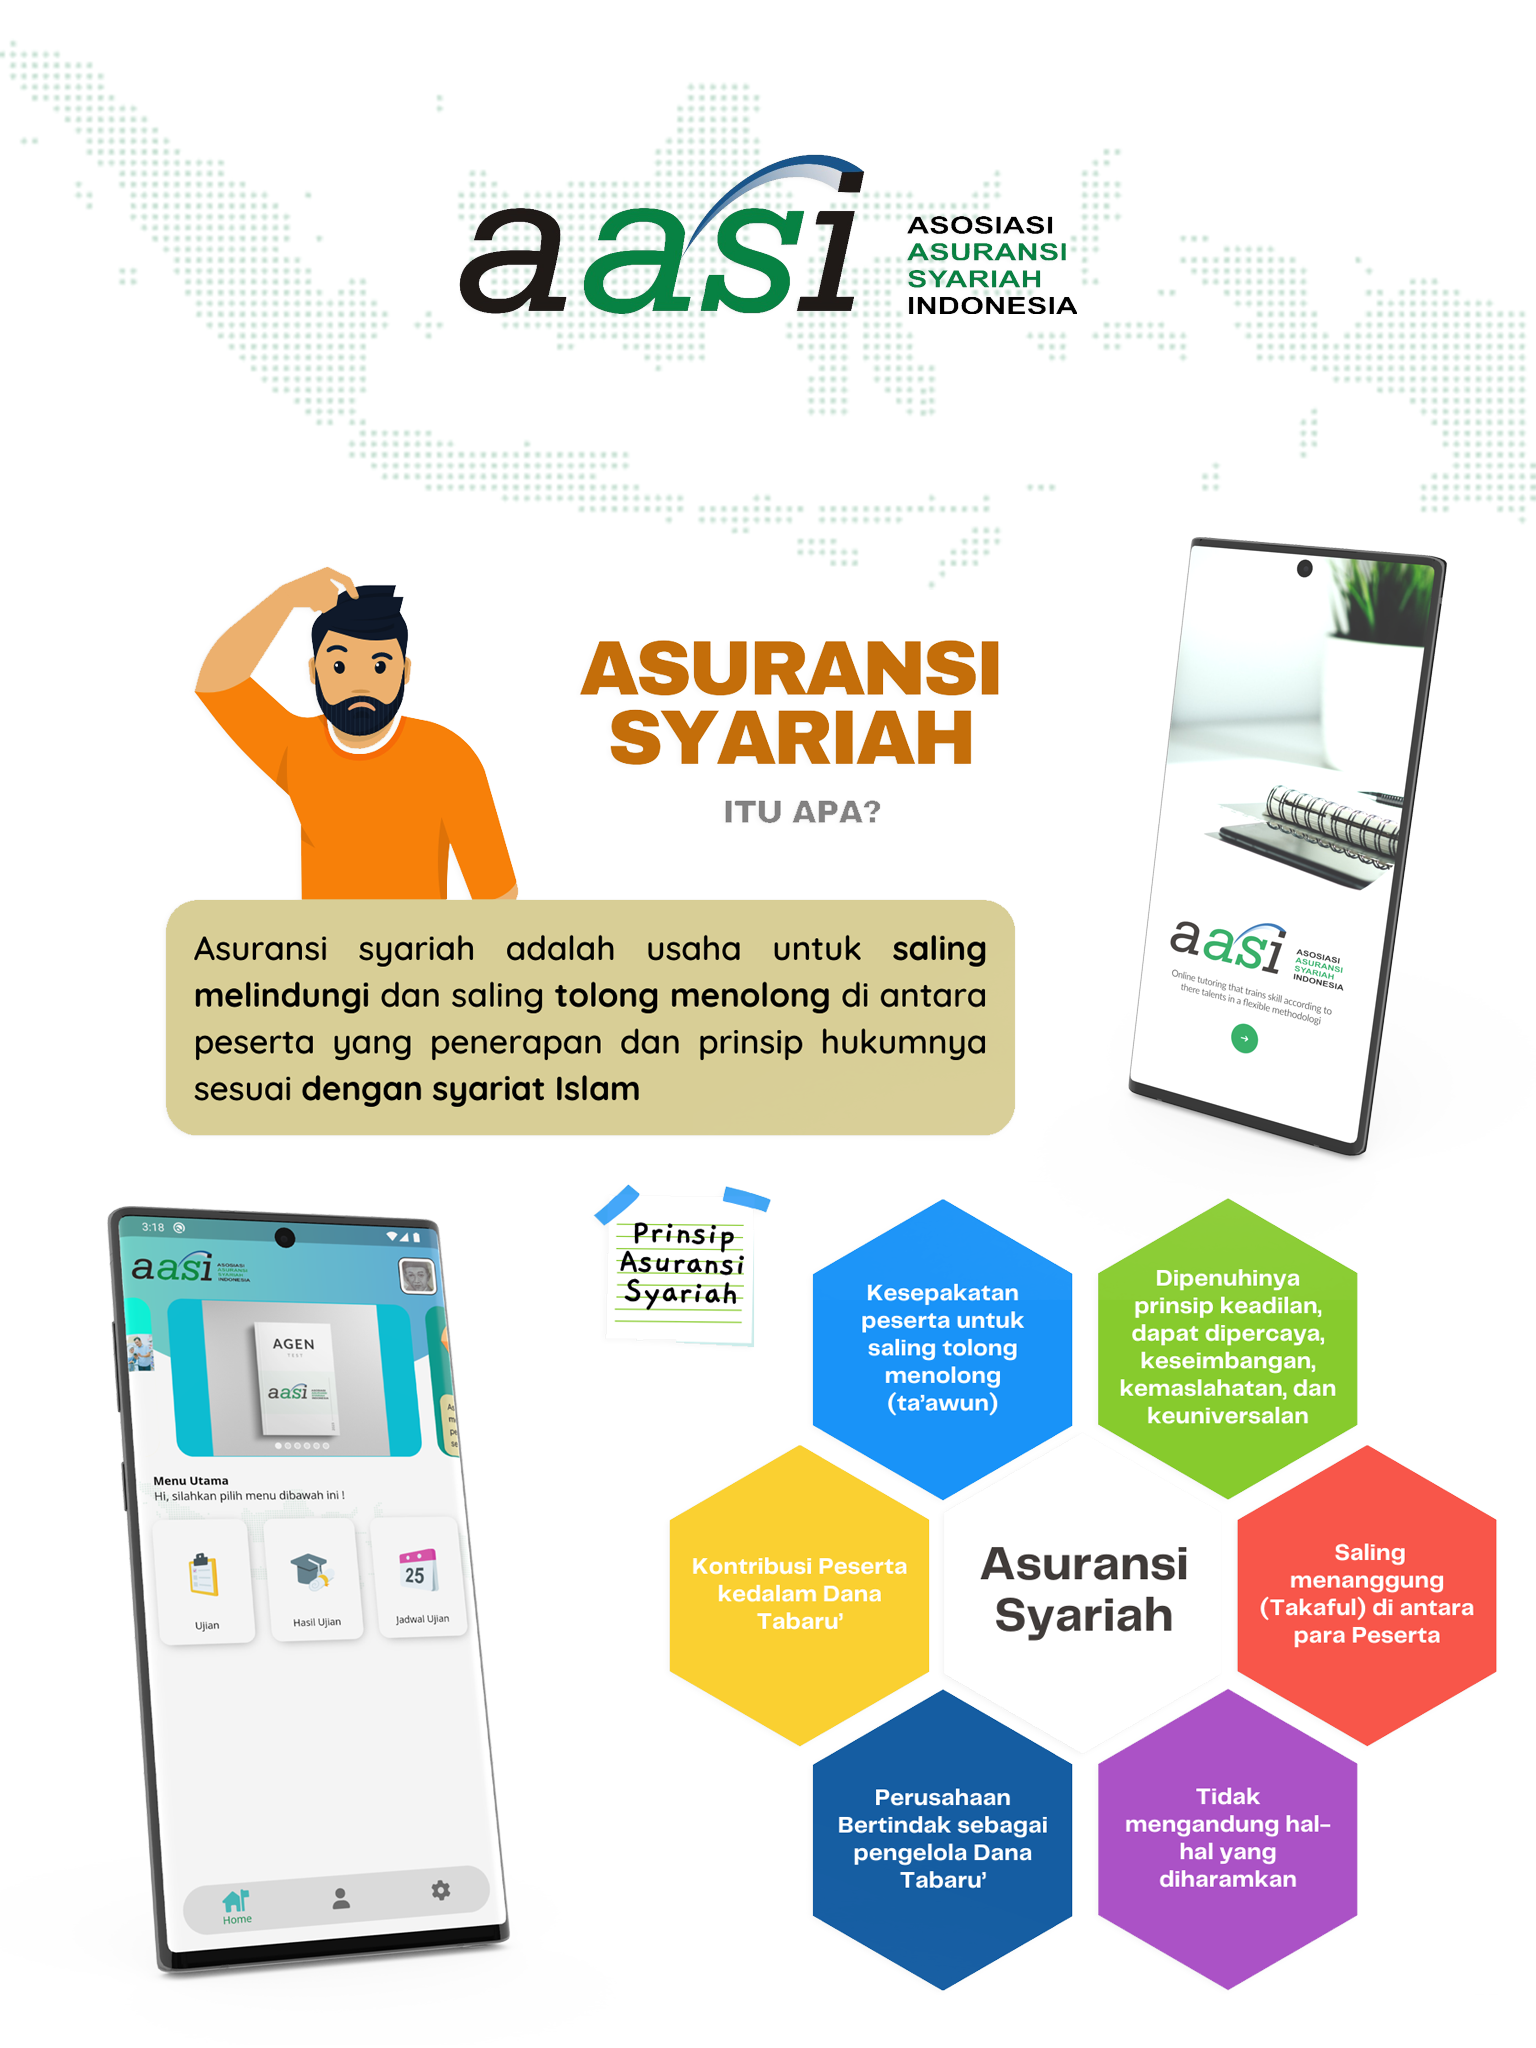 aasi
ASOSIASI
ASURANSI
SYARIAH
INDONESIA
ASURANSI
SYARIAH
ITU APA?
Asuransi syariah adalah usaha untuk saling
melindungi dan saling tolong menolong di antara
peserta yang penerapan dan prinsip hukumnya
sesuai dengan syariat Islam
aasi
ASOSIASI
ASURANSI
SYARIAH
INDONESIA
Online tutoring that trains skill according to
there talents in a flexible methodologi
3:18
aasi
ASOSIASI
ASURANSI
SYARIAH
INDONESIA
AGEN
TEST
aasi
Menu Utama
Hi, silahkan pilih menu dibawah ini !
Ujian
Hasil Ujian
25
Jadwal Ujian
Home
Prinsip
Asuransi
Syariah
Kesepakatan
peserta untuk
saling tolong
menolong
(ta'awun)
Dipenuhinya
prinsip keadilan,
dapat dipercaya,
keseimbangan,
kemaslahatan, dan
keuniversalan
Kontribusi Peserta
kedalam Dana
Tabaru'
Asuransi
Syariah
Saling
menanggung
(Takaful) di antara
para Peserta
Perusahaan
Bertindak sebagai
pengelola Dana
Tabaru'
Tidak
mengandung hal-
hal yang
diharamkan